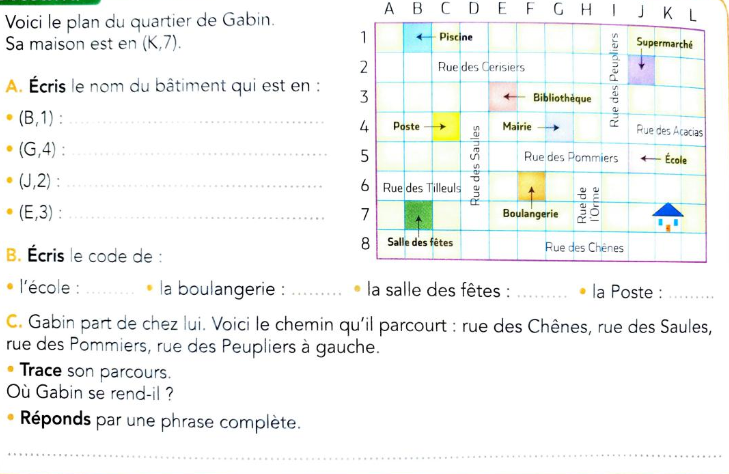 Voici le plan du quartier de Gabin.
Sa maison est en (K,7).
A. Écris le nom du bâtiment qui est en :
• (B,1) :
• (G,4) :
• (J,2) :
• (E,3) :
A B C D E F G H I J K L
1
2
3
4
5
6
7
8
Piscine
Supermarché
Rue des Cerisiers
Rue des Peupliers
Bibliothèque
Poste
Mairie
Rue des Acacias
Rue des Saules
Rue des Pommiers
École
Rue des Tilleuls
Boulangerie
Rue de l'Orme
Salle des fêtes
Rue des Chênes
B. Écris le code de :
• l'école : • la boulangerie : • la salle des fêtes : • la Poste :
C. Gabin part de chez lui. Voici le chemin qu'il parcourt : rue des Chênes, rue des Saules,
rue des Pommiers, rue des Peupliers à gauche.
• Trace son parcours.
Où Gabin se rend-il ?
• Réponds par une phrase complète.